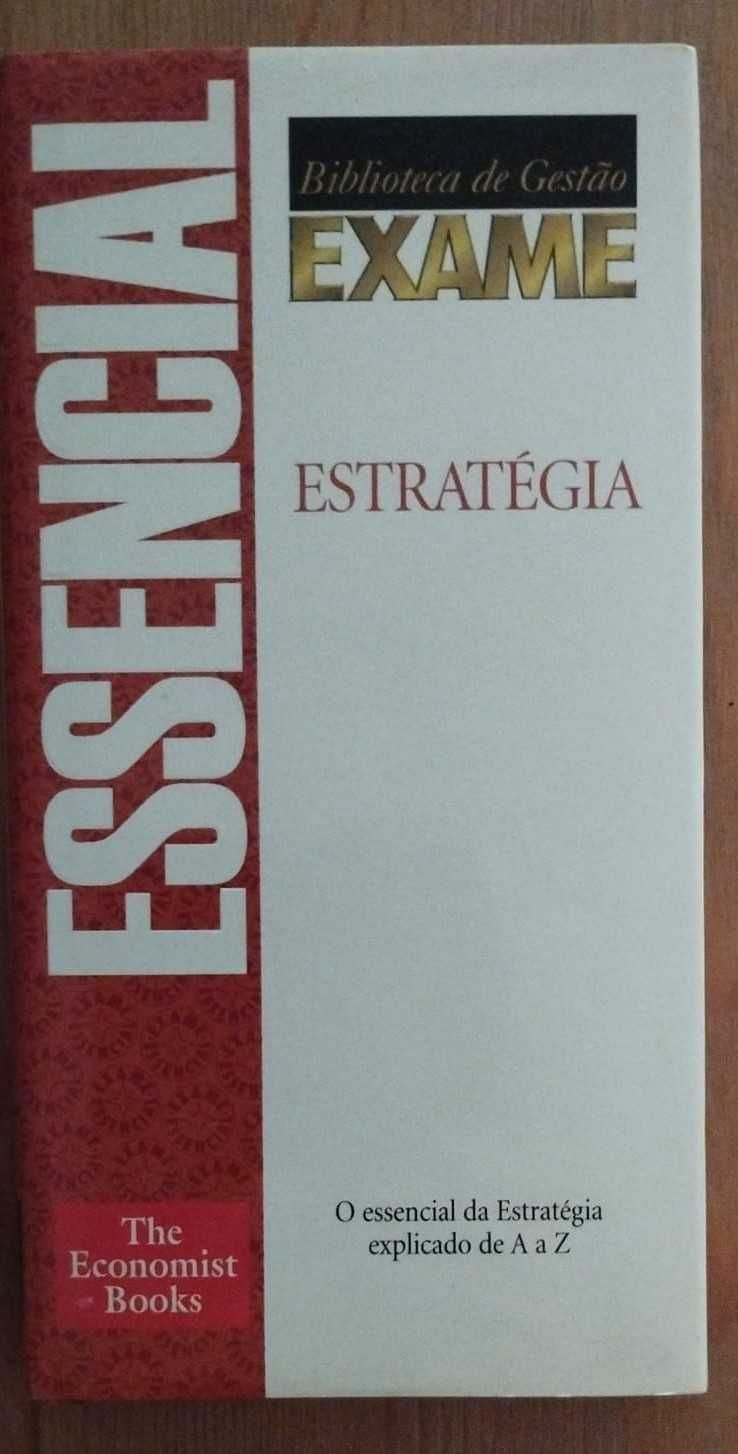 ESSENCIAL
Biblioteca de Gestão
EXAME
ESTRATÉGIA
O essencial da Estratégia
explicado de A a Z
The
Economist
Books